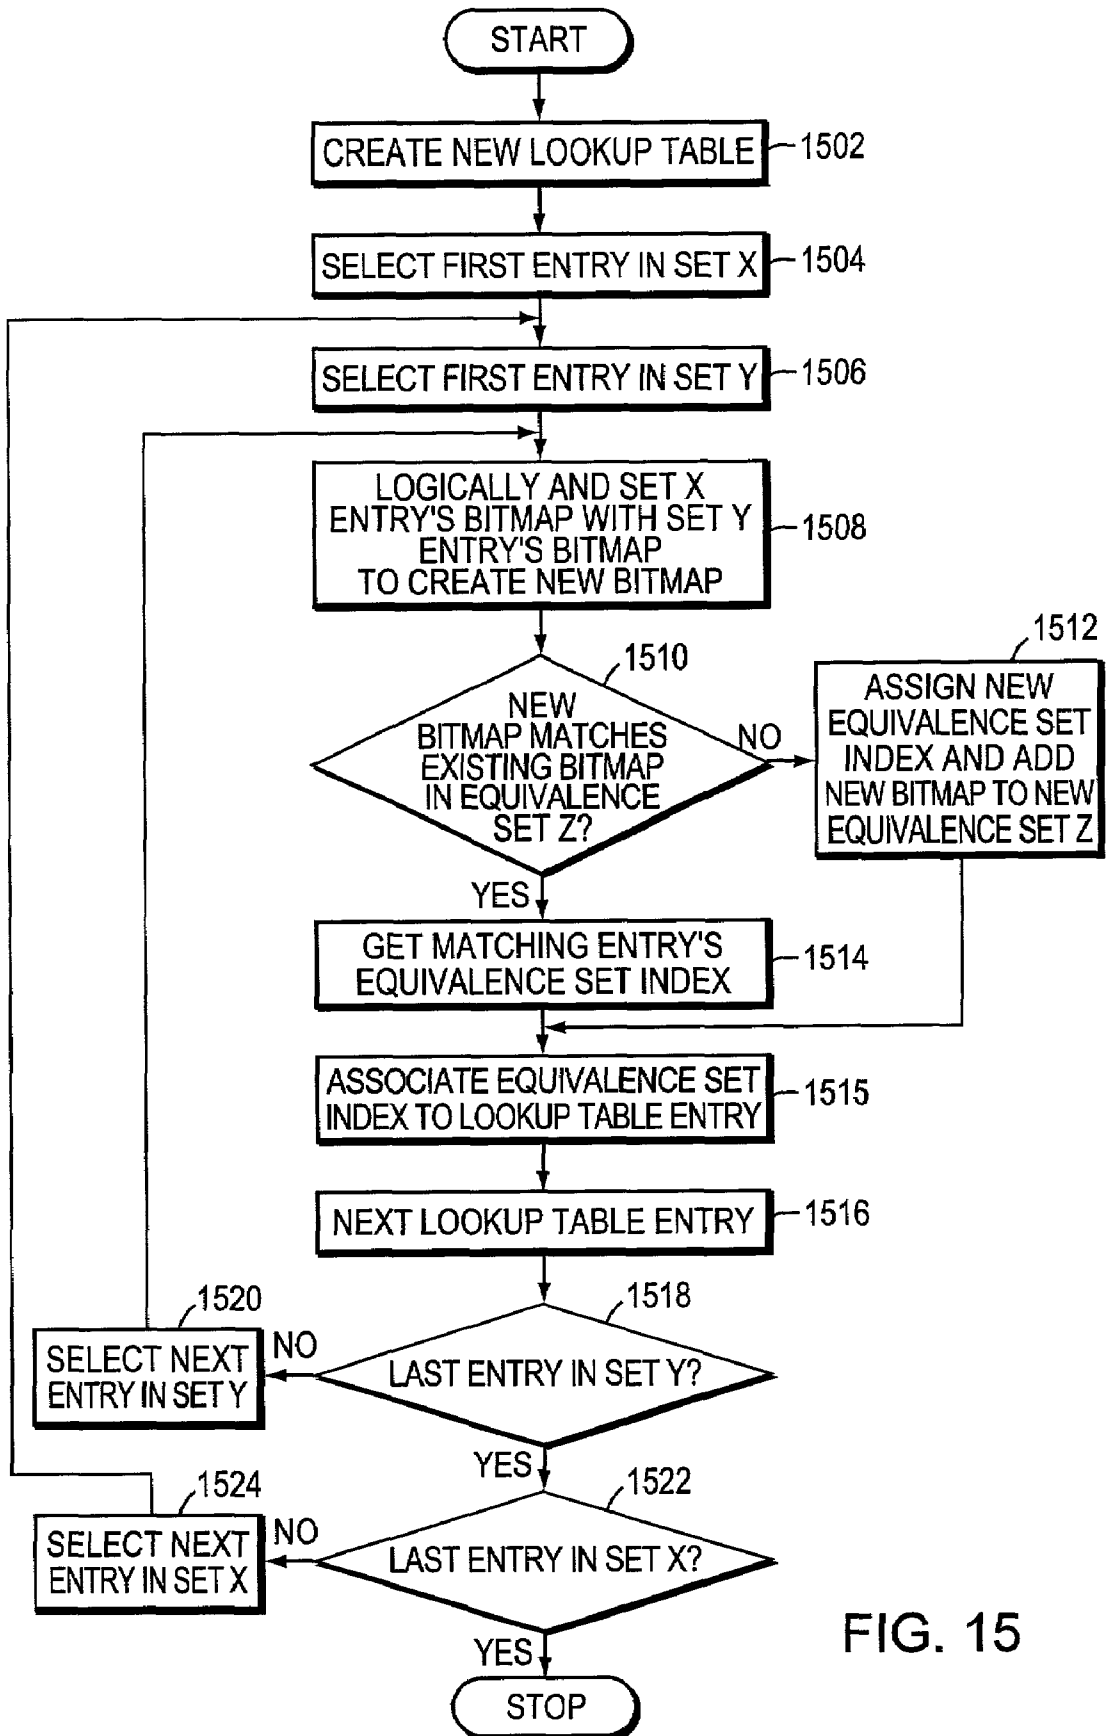 START
CREATE NEW LOOKUP TABLE
1502
SELECT FIRST ENTRY IN SET X
1504
SELECT FIRST ENTRY IN SET Y
1506
LOGICALLY AND SET X
ENTRY'S BITMAP WITH SET Y
ENTRY'S BITMAP
TO CREATE NEW BITMAP
1508
1510
NEW
BITMAP MATCHES
EXISTING BITMAP
IN EQUIVALENCE
SET Z?
NO
1512
ASSIGN NEW
EQUIVALENCE SET
INDEX AND ADD
NEW BITMAP TO NEW
EQUIVALENCE SET Z
YES
GET MATCHING ENTRY'S
EQUIVALENCE SET INDEX
1514
ASSOCIATE EQUIVALENCE SET
INDEX TO LOOKUP TABLE ENTRY
1515
NEXT LOOKUP TABLE ENTRY
1516
1518
LAST ENTRY IN SET Y?
NO
1520
SELECT NEXT
ENTRY IN SET Y
YES
1522
LAST ENTRY IN SET X?
NO
1524
SELECT NEXT
ENTRY IN SET X
YES
STOP
FIG. 15